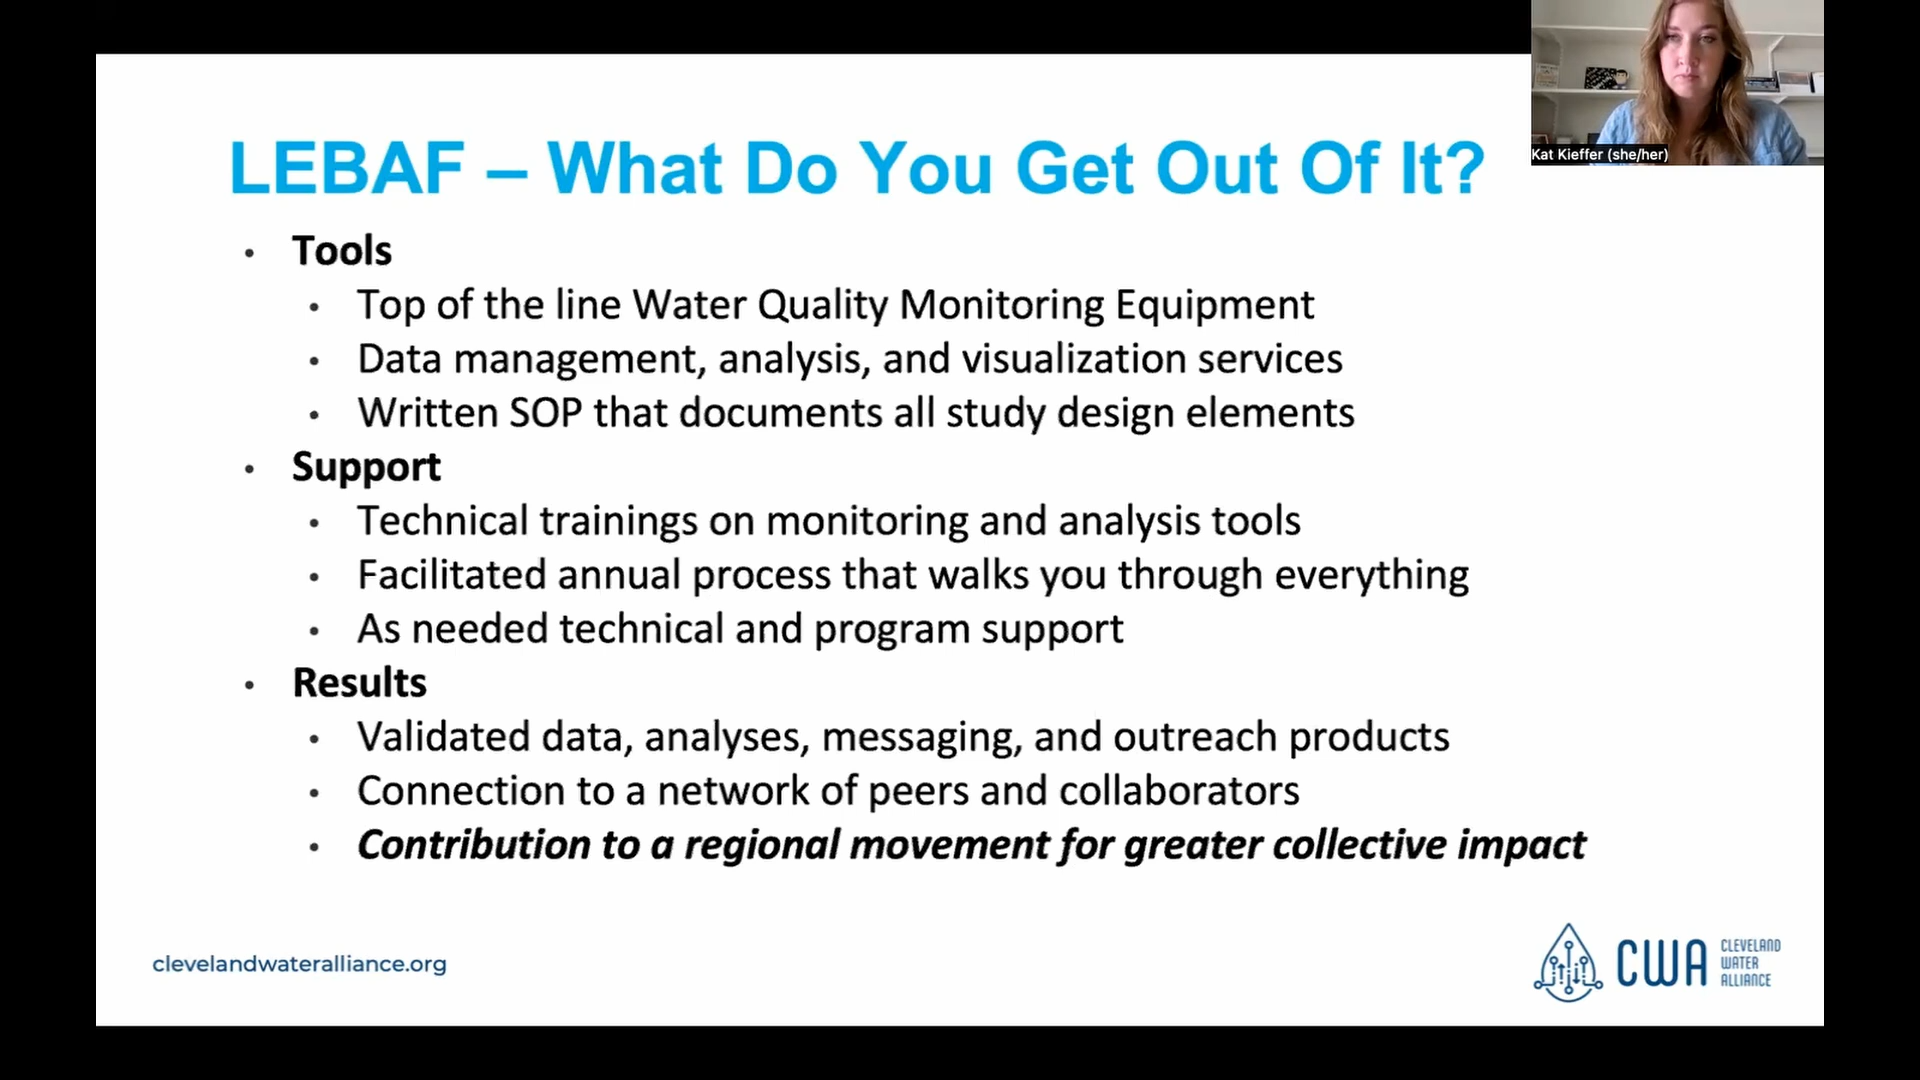 LEBAF – What Do You Get Out Of It?
Kat Kieffer (she/her)
• Tools
• Top of the line Water Quality Monitoring Equipment
• Data management, analysis, and visualization services
• Written SOP that documents all study design elements
• Support
• Technical trainings on monitoring and analysis tools
• Facilitated annual process that walks you through everything
• As needed technical and program support
• Results
• Validated data, analyses, messaging, and outreach products
• Connection to a network of peers and collaborators
• Contribution to a regional movement for greater collective impact
clevelandwateralliance.org
CWA
CLEVELAND
WATER
ALLIANCE